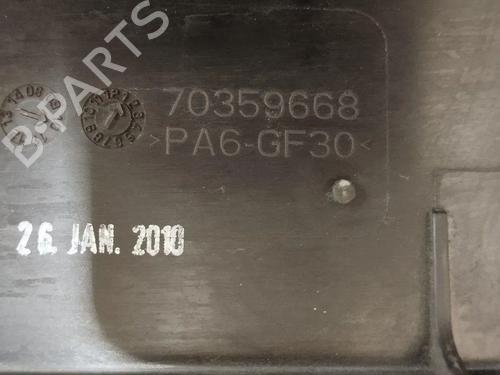 B-PARTS
70359668
>PA6-GF30<
26. JAN. 2010